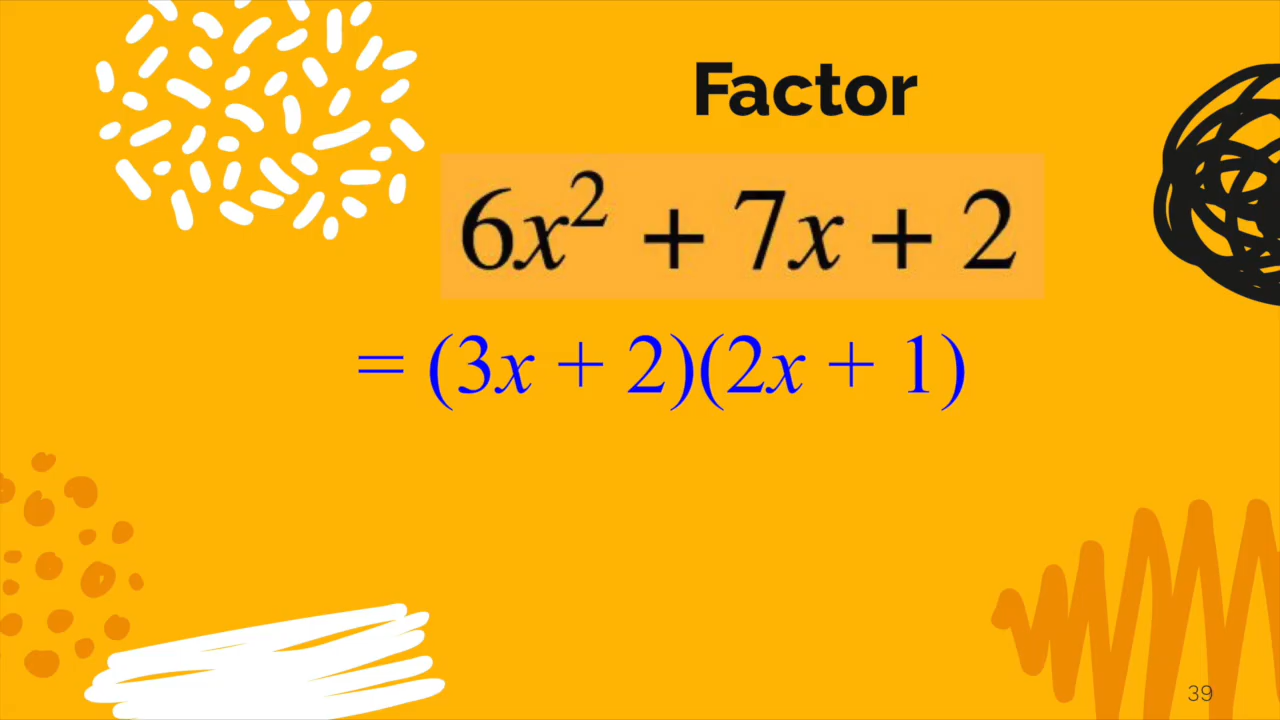 Factor
6x² + 7x + 2
= (3x + 2)(2x + 1)
39